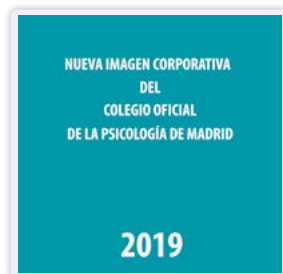 NUEVA IMAGEN CORPORATIVA
DEL
COLEGIO OFICIAL
DE LA PSICOLOGÍA DE MADRID
2019